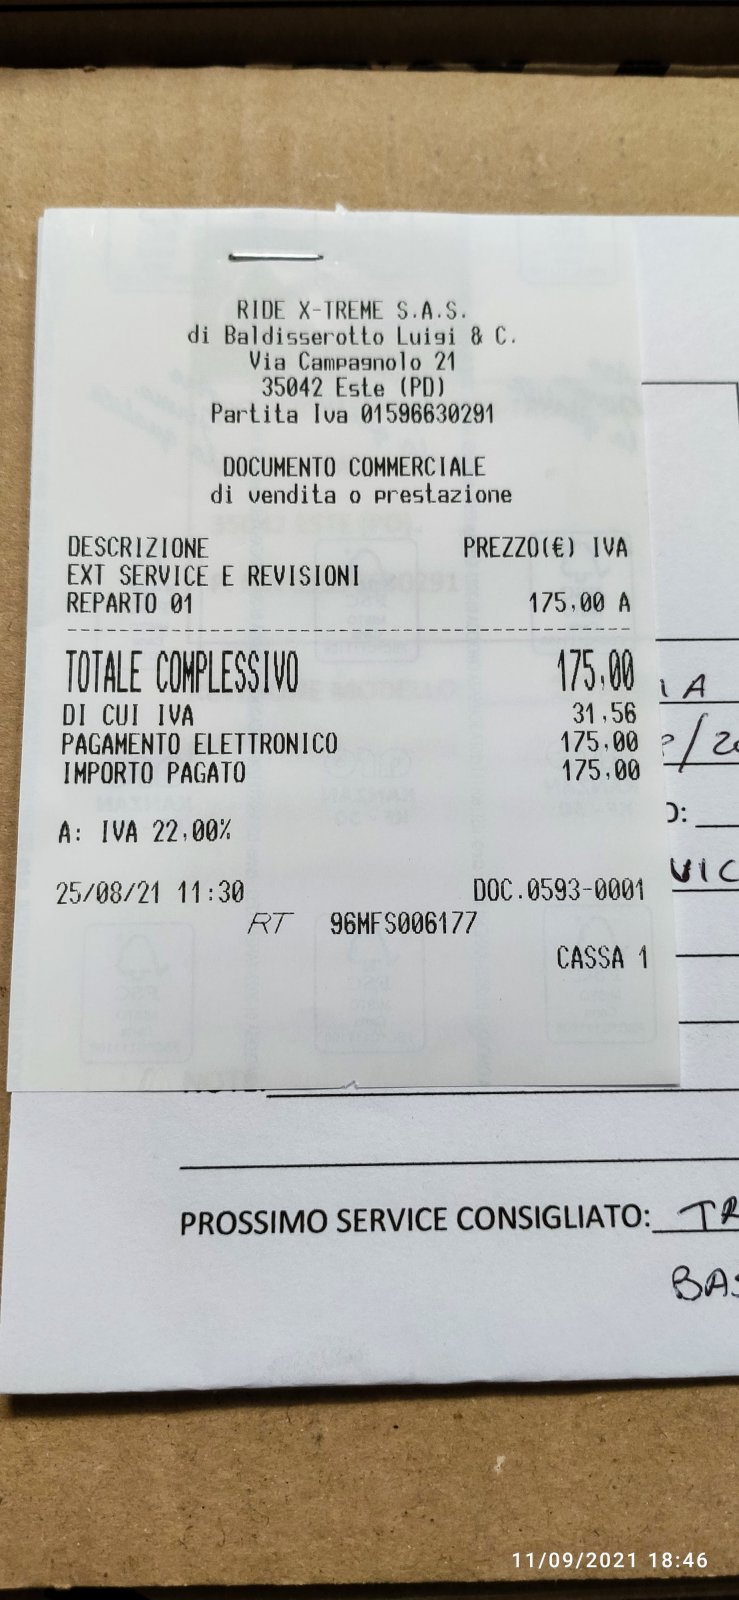 RIDE X-TREME S.A.S.
di Baldisserotto Luigi & C.
Via Campagnolo 21
35042 Este (PD)
Partita Iva 01596630291
DOCUMENTO COMMERCIALE
di vendita o prestazione
DESCRIZIONE PREZZO(€) IVA
EXT SERVICE E REVISIONI
REPARTO 01 175,00 A
TOTALE COMPLESSIVO 175,00
DI CUI IVA 31,56
PAGAMENTO ELETTRONICO 175,00
IMPORTO PAGATO 175,00
A: IVA 22,00%
25/08/21 11:30 DOC.0593-0001
RT 96MFS006177
CASSA 1
PROSSIMO SERVICE CONSIGLIATO:
11/09/2021 18:46